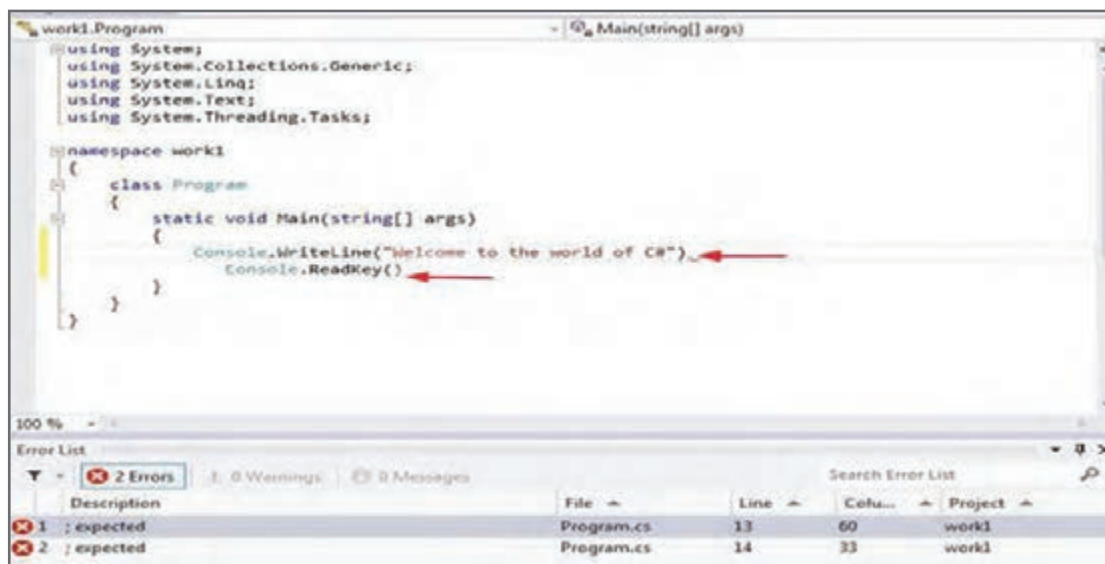 work1.Program Main(string[] args)
using System;
using System.Collections.Generic;
using System.Linq;
using System.Text;
using System.Threading.Tasks;
namespace work1
{
class Program
{
static void Main(string[] args)
{
Console.WriteLine("Welcome to the world of C#")
Console.ReadKey()
}
}
}
100 %
Error List
2 Errors 0 Warnings 0 Messages Search Error List
Description File Line Colu... Project
1 ; expected Program.cs 13 60 work1
2 ; expected Program.cs 14 33 work1